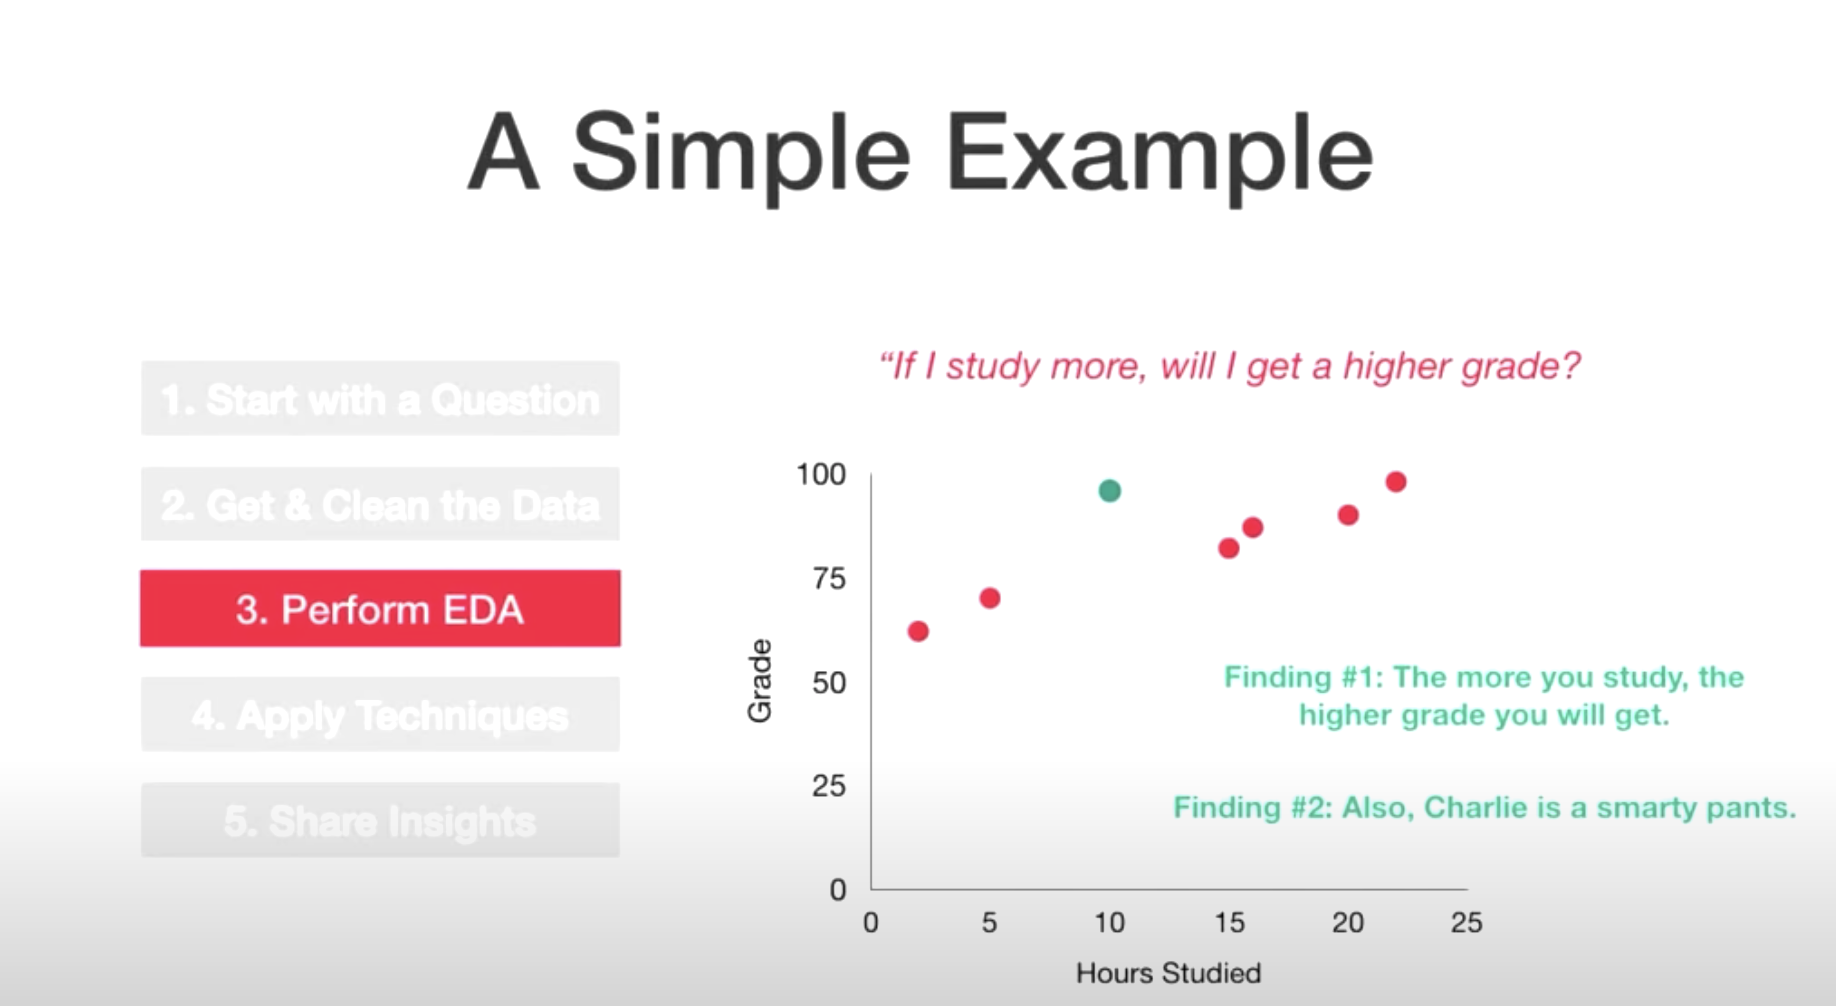 A Simple Example
1. Start with a Question
2. Get & Clean the Data
3. Perform EDA
4. Apply Techniques
5. Share Insights
“If I study more, will I get a higher grade?
100
75
50
25
0
Grade
0 5 10 15 20 25
Hours Studied
Finding #1: The more you study, the
higher grade you will get.
Finding #2: Also, Charlie is a smarty pants.